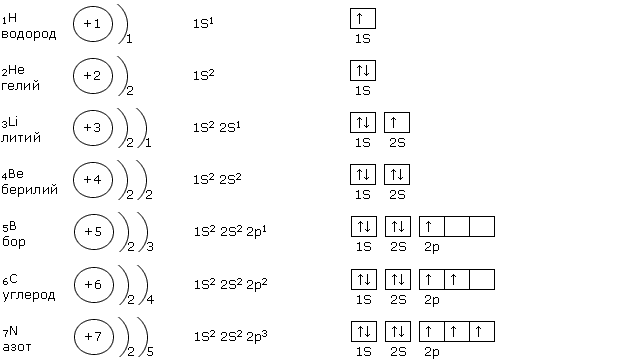 ₁H +1 1 1S¹ ↑
водород 1S
₂He +2 2 1S² ↑↓
гелий 1S
₃Li +3 2 1 1S² 2S¹ ↑↓ ↑
литий 1S 2S
₄Be +4 2 2 1S² 2S² ↑↓ ↑↓
берилий 1S 2S
₅B +5 2 3 1S² 2S² 2p¹ ↑↓ ↑↓ ↑
бор 1S 2S 2p
₆C +6 2 4 1S² 2S² 2p² ↑↓ ↑↓ ↑ ↑
углерод 1S 2S 2p
₇N +7 2 5 1S² 2S² 2p³ ↑↓ ↑↓ ↑ ↑ ↑
азот 1S 2S 2p